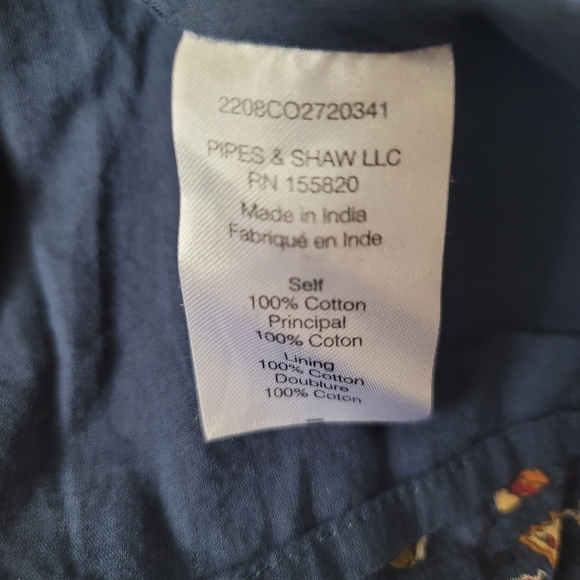 2208CO2720341
PIPES & SHAW LLC
RN 155820
Made in India
Fabriqué en Inde
Self
100% Cotton
Principal
100% Coton
Lining
100% Cotton
Doublure
100% Coton